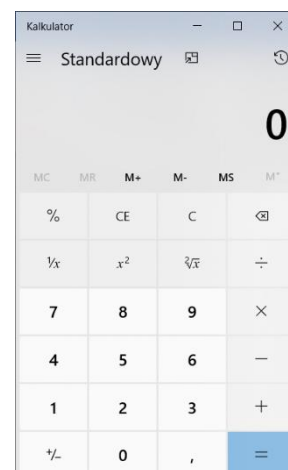 Kalkulator
Standardowy
0
MC MR M+ M- MS M˅
% CE C
¹/x x² ²√x ÷
7 8 9 ×
4 5 6 −
1 2 3 +
+/− 0 , =